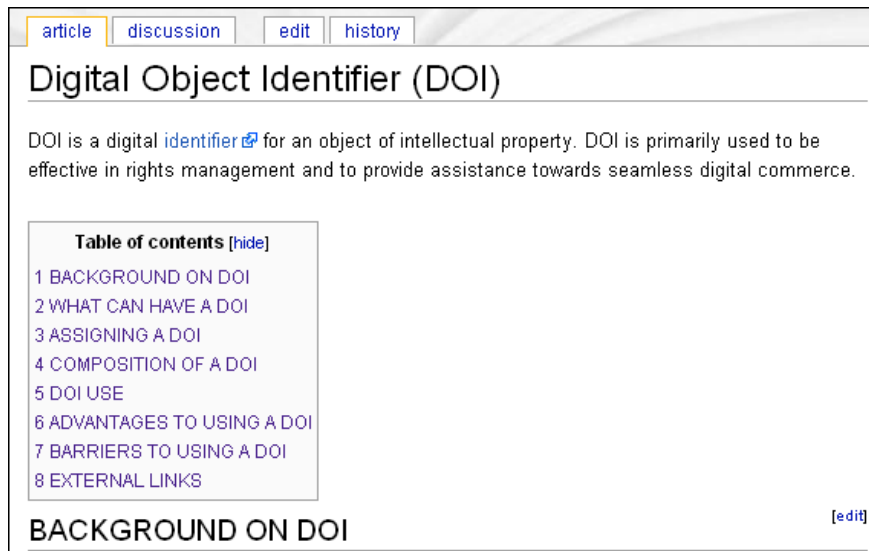 article discussion edit history
Digital Object Identifier (DOI)
DOI is a digital identifier for an object of intellectual property. DOI is primarily used to be
effective in rights management and to provide assistance towards seamless digital commerce.
Table of contents [hide]
1 BACKGROUND ON DOI
2 WHAT CAN HAVE A DOI
3 ASSIGNING A DOI
4 COMPOSITION OF A DOI
5 DOI USE
6 ADVANTAGES TO USING A DOI
7 BARRIERS TO USING A DOI
8 EXTERNAL LINKS
[edit]
BACKGROUND ON DOI